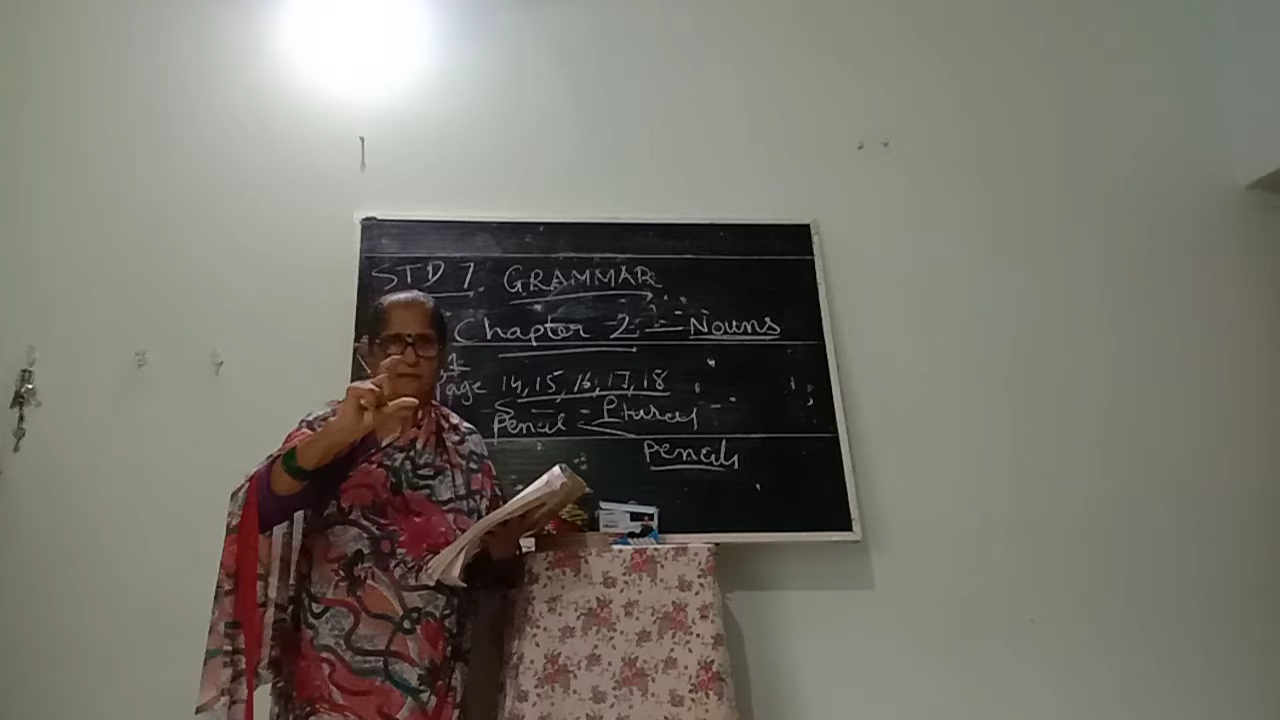 STD 7. GRAMMAR
Chapter 2 — Nouns
Page 14, 15, 16, 17, 18
S - Plural
Pencil
Pencils